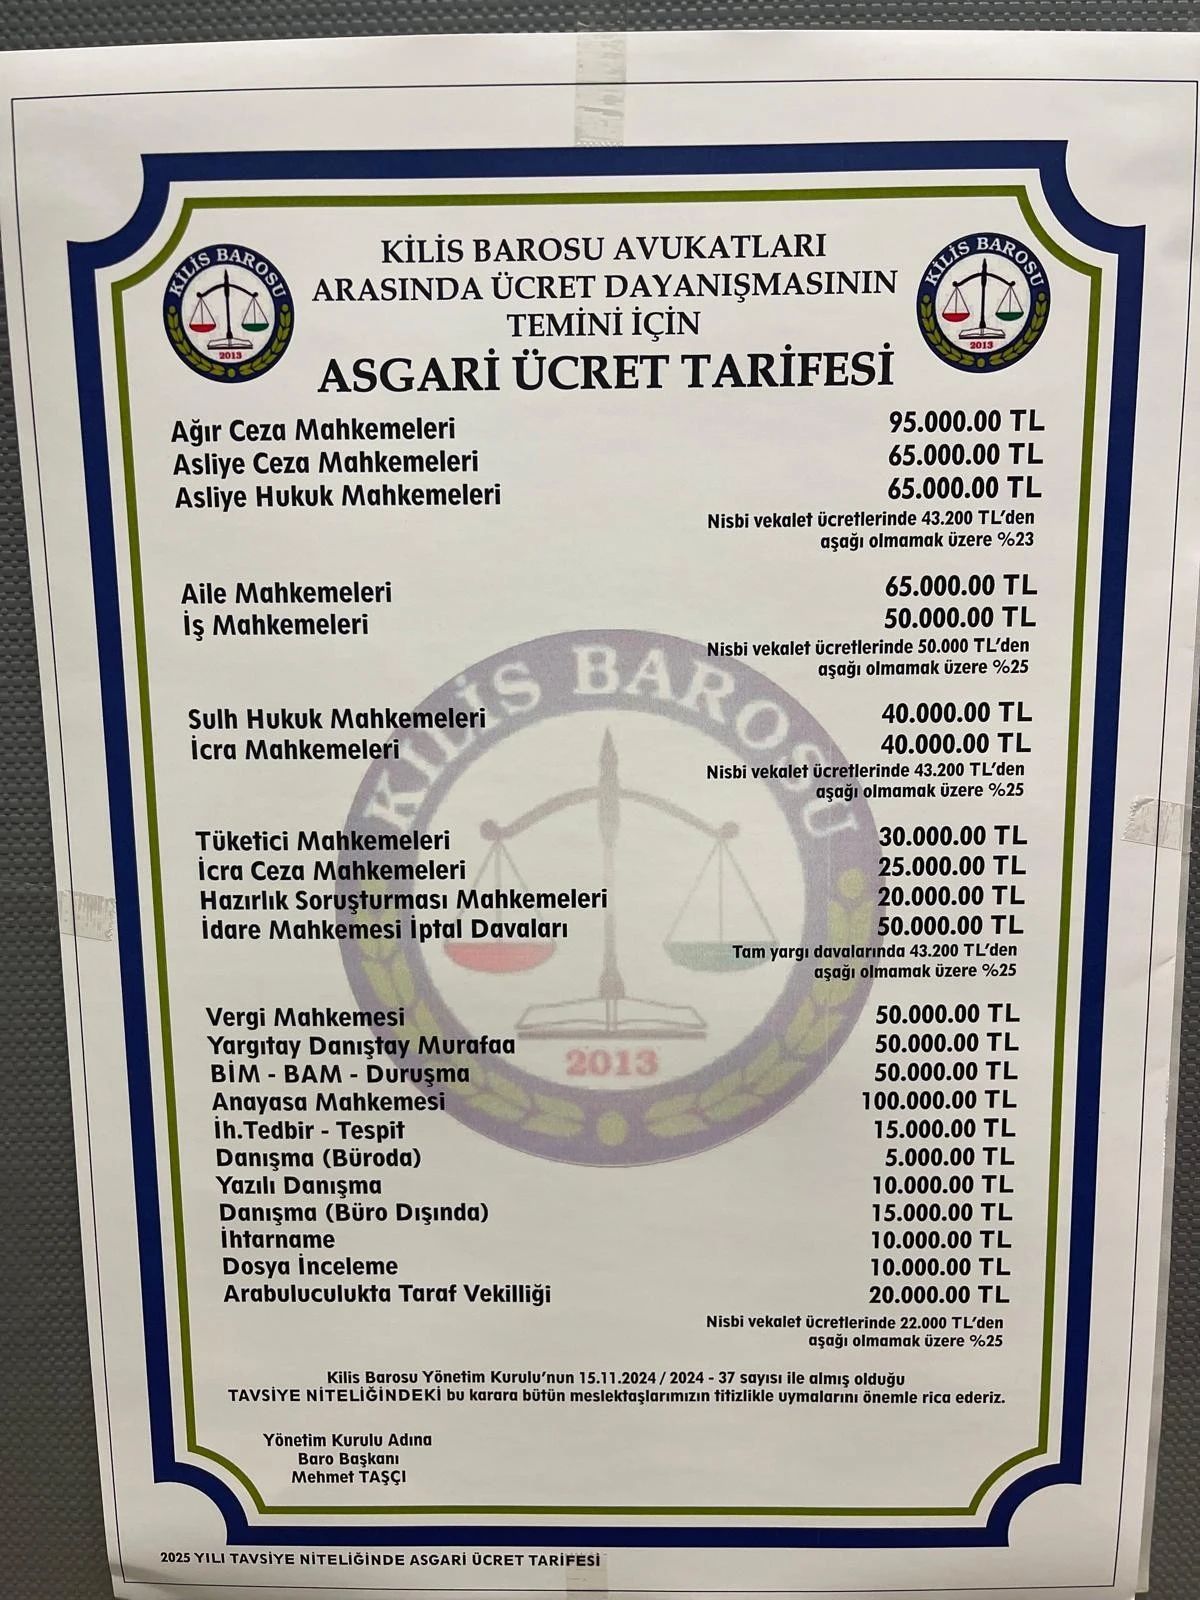 KİLİS BAROSU AVUKATLARI
ARASINDA ÜCRET DAYANIŞMASININ
TEMİNİ İÇİN
ASGARİ ÜCRET TARİFESİ
KİLİS BAROSU
2013
KİLİS BAROSU
2013
Ağır Ceza Mahkemeleri 95.000.00 TL
Asliye Ceza Mahkemeleri 65.000.00 TL
Asliye Hukuk Mahkemeleri 65.000.00 TL
Nisbi vekalet ücretlerinde 43.200 TL'den
aşağı olmamak üzere %23
Aile Mahkemeleri 65.000.00 TL
İş Mahkemeleri 50.000.00 TL
Nisbi vekalet ücretlerinde 50.000 TL'den
aşağı olmamak üzere %25
KİLİS BAROSU
Sulh Hukuk Mahkemeleri 40.000.00 TL
İcra Mahkemeleri 40.000.00 TL
Nisbi vekalet ücretlerinde 43.200 TL'den
aşağı olmamak üzere %25
Tüketici Mahkemeleri 30.000.00 TL
İcra Ceza Mahkemeleri 25.000.00 TL
Hazırlık Soruşturması Mahkemeleri 20.000.00 TL
İdare Mahkemesi İptal Davaları 50.000.00 TL
Tam yargı davalarında 43.200 TL'den
aşağı olmamak üzere %25
Vergi Mahkemesi 50.000.00 TL
Yargıtay Danıştay Murafaa 50.000.00 TL
2013
BİM - BAM - Duruşma 50.000.00 TL
Anayasa Mahkemesi 100.000.00 TL
İh.Tedbir - Tespit 15.000.00 TL
Danışma (Büroda) 5.000.00 TL
Yazılı Danışma 10.000.00 TL
Danışma (Büro Dışında) 15.000.00 TL
İhtarname 10.000.00 TL
Dosya İnceleme 10.000.00 TL
Arabuluculukta Taraf Vekilliği 20.000.00 TL
Nisbi vekalet ücretlerinde 22.000 TL'den
aşağı olmamak üzere %25
Kilis Barosu Yönetim Kurulu'nun 15.11.2024 / 2024 - 37 sayısı ile almış olduğu
TAVSİYE NİTELİĞİNDEKİ bu karara bütün meslektaşlarımızın titizlikle uymalarını önemle rica ederiz.
Yönetim Kurulu Adına
Baro Başkanı
Mehmet TAŞÇI
2025 YILI TAVSİYE NİTELİĞİNDE ASGARİ ÜCRET TARİFESİ